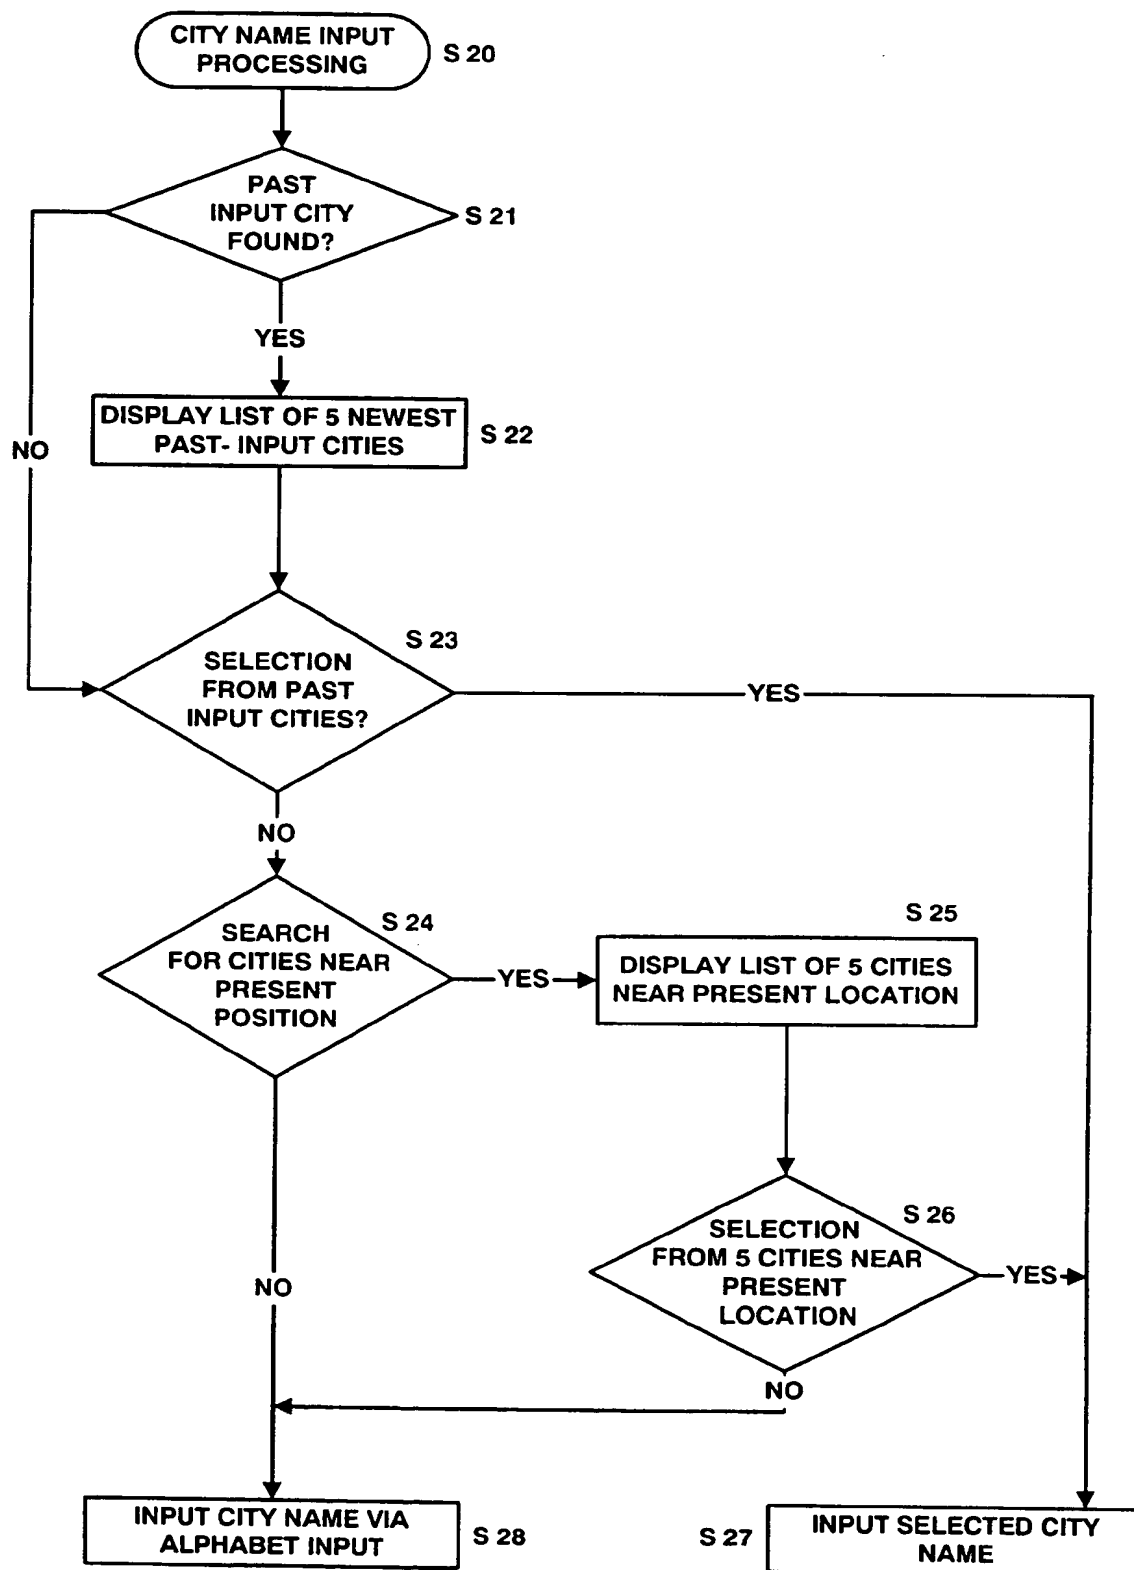 CITY NAME INPUT
PROCESSING
S 20
PAST
INPUT CITY
FOUND?
S 21
YES
NO
DISPLAY LIST OF 5 NEWEST
PAST- INPUT CITIES
S 22
S 23
SELECTION
FROM PAST
INPUT CITIES?
YES
NO
S 24
SEARCH
FOR CITIES NEAR
PRESENT
POSITION
YES
S 25
DISPLAY LIST OF 5 CITIES
NEAR PRESENT LOCATION
S 26
SELECTION
FROM 5 CITIES NEAR
PRESENT
LOCATION
YES
NO
NO
INPUT CITY NAME VIA
ALPHABET INPUT
S 28
S 27
INPUT SELECTED CITY
NAME